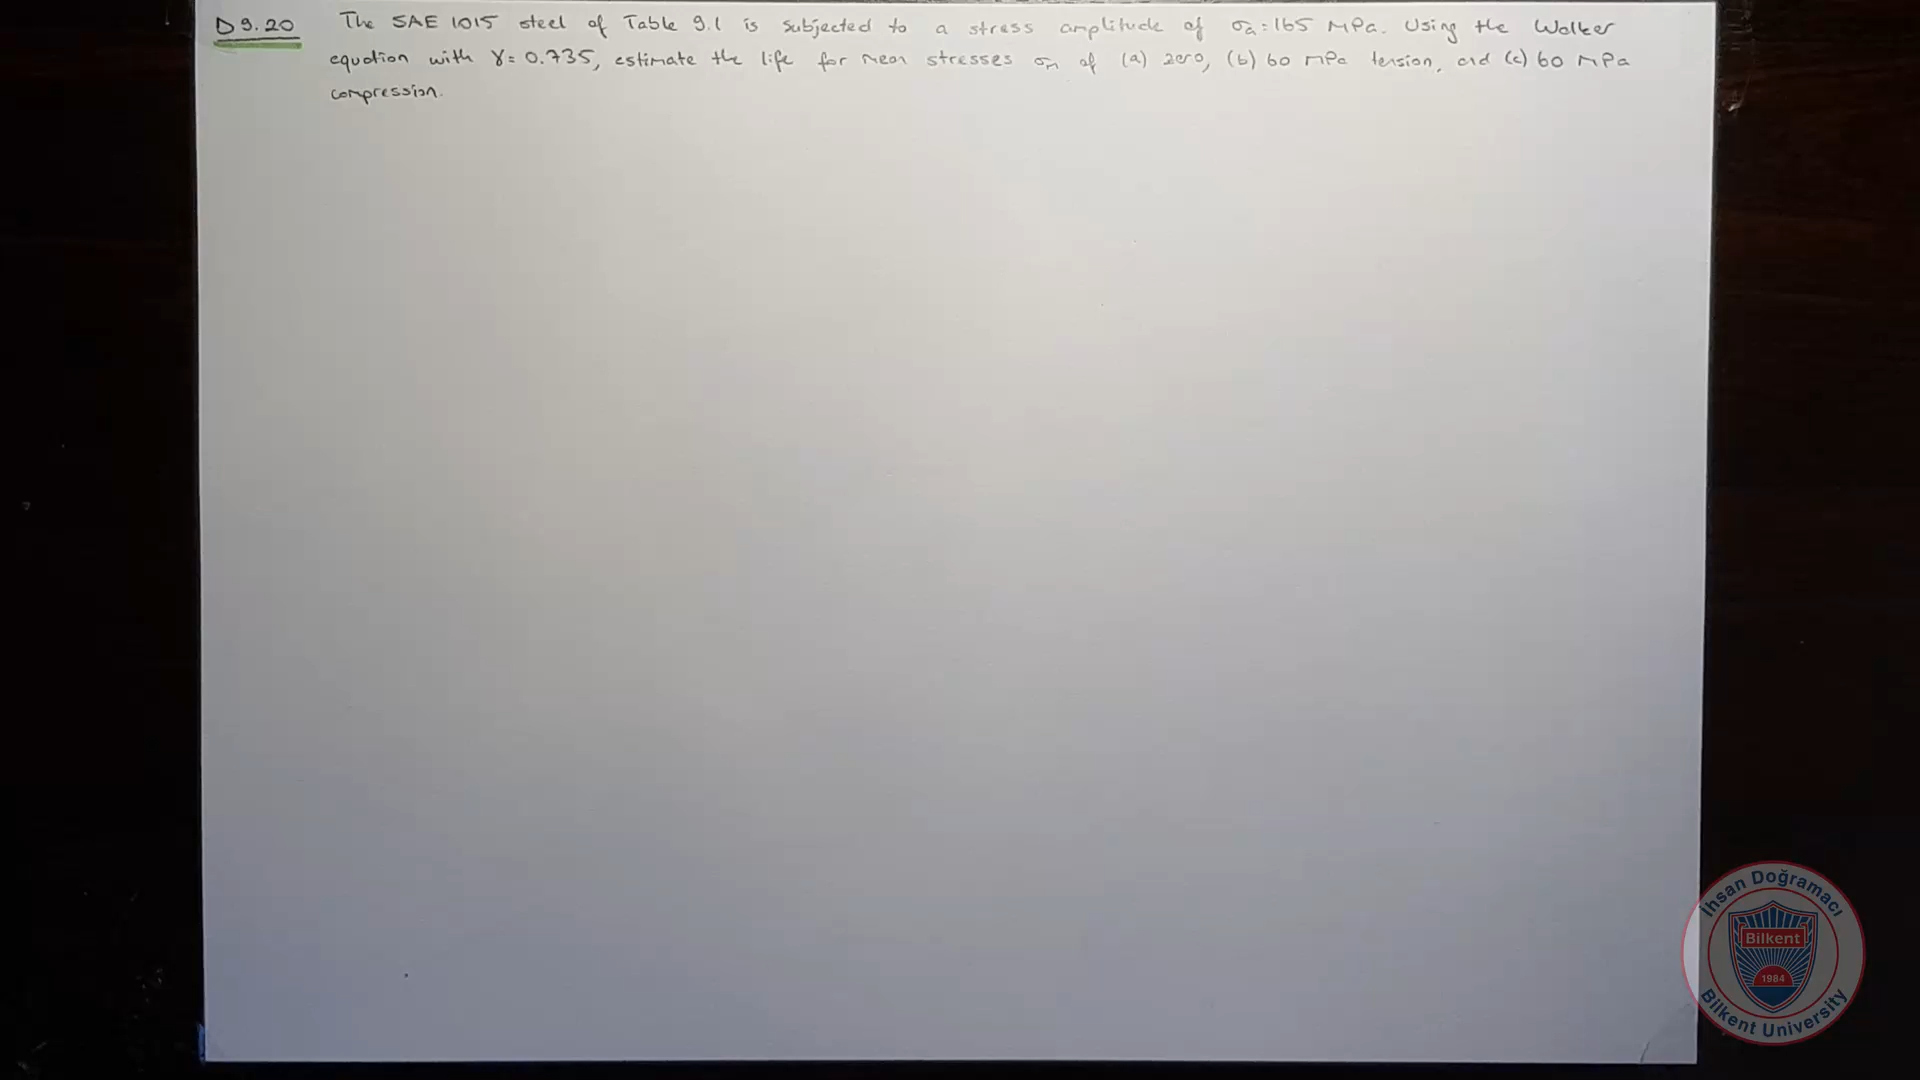 D 9.20 The SAE 1015 steel of Table 9.1 is subjected to a stress amplitude of σa = 165 MPa. Using the Walker
equation with γ = 0.735, estimate the life for mean stresses σm of (a) zero, (b) 60 MPa tension, and (c) 60 MPa
compression.
İhsan Doğramacı
Bilkent
1984
Bilkent University